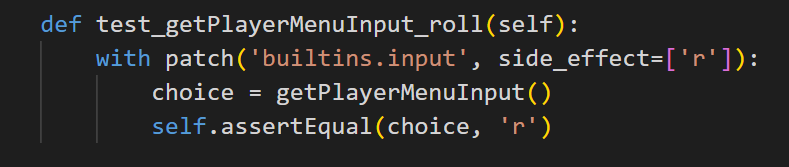 def test_getPlayerMenuInput_roll(self):
    with patch('builtins.input', side_effect=['r']):
        choice = getPlayerMenuInput()
        self.assertEqual(choice, 'r')